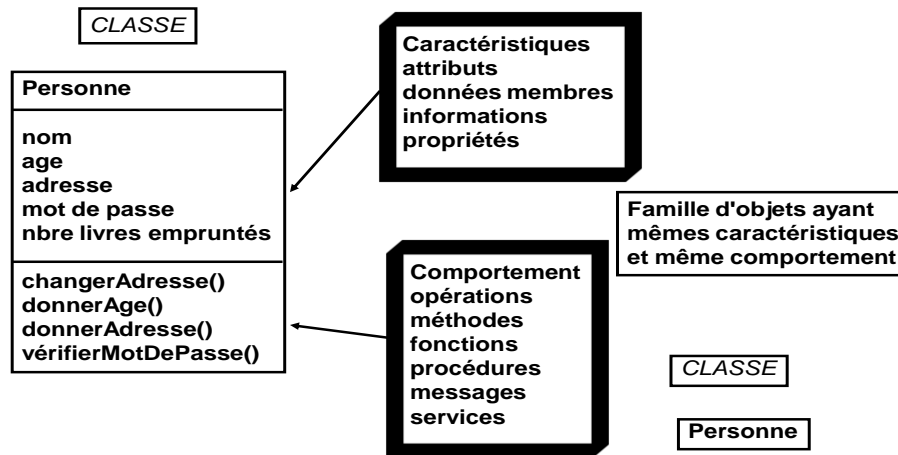 CLASSE
Personne
nom
age
adresse
mot de passe
nbre livres empruntés
changerAdresse()
donnerAge()
donnerAdresse()
vérifierMotDePasse()
Caractéristiques
attributs
données membres
informations
propriétés
Comportement
opérations
méthodes
fonctions
procédures
messages
services
Famille d'objets ayant
mêmes caractéristiques
et même comportement
CLASSE
Personne